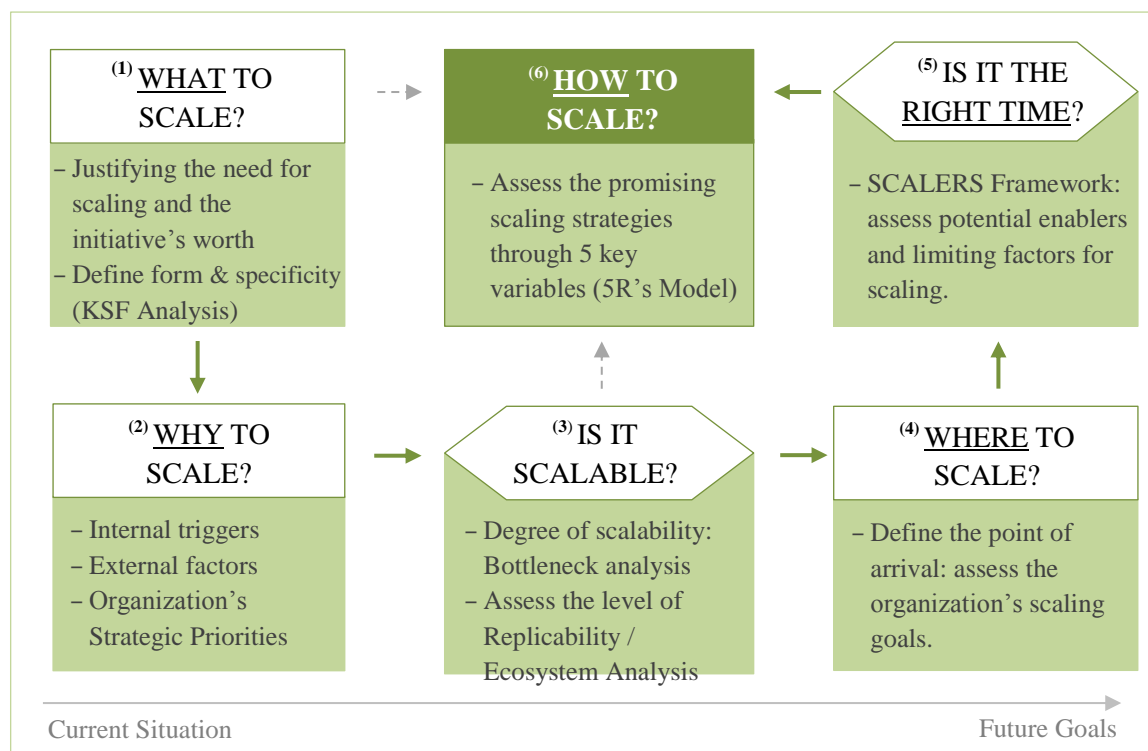 (1) WHAT TO
SCALE?
– Justifying the need for
scaling and the
initiative’s worth
– Define form & specificity
(KSF Analysis)
(6) HOW TO
SCALE?
– Assess the promising
scaling strategies
through 5 key
variables (5R’s Model)
(5) IS IT THE
RIGHT TIME?
– SCALERS Framework:
assess potential enablers
and limiting factors for
scaling.
(2) WHY TO
SCALE?
– Internal triggers
– External factors
– Organization’s
Strategic Priorities
(3) IS IT
SCALABLE?
– Degree of scalability:
Bottleneck analysis
– Assess the level of
Replicability /
Ecosystem Analysis
(4) WHERE TO
SCALE?
– Define the point of
arrival: assess the
organization’s scaling
goals.
Current Situation
Future Goals